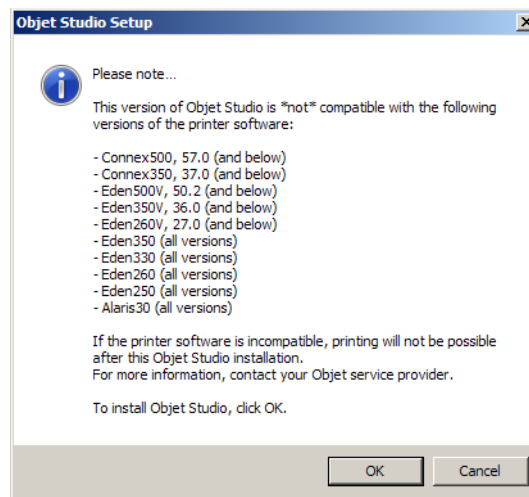 Objet Studio Setup
Please note...
This version of Objet Studio is *not* compatible with the following
versions of the printer software:
- Connex500, 57.0 (and below)
- Connex350, 37.0 (and below)
- Eden500V, 50.2 (and below)
- Eden350V, 36.0 (and below)
- Eden260V, 27.0 (and below)
- Eden350 (all versions)
- Eden330 (all versions)
- Eden260 (all versions)
- Eden250 (all versions)
- Alaris30 (all versions)
If the printer software is incompatible, printing will not be possible
after this Objet Studio installation.
For more information, contact your Objet service provider.
To install Objet Studio, click OK.
OK Cancel